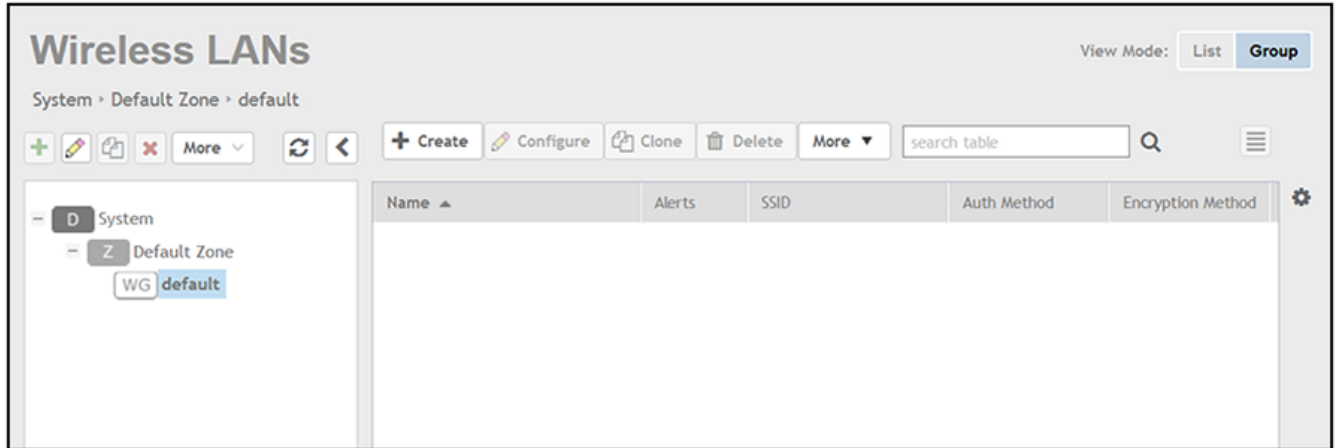 Wireless LANs
View Mode: List Group
System > Default Zone > default
More
Create Configure Clone Delete More ▼ search table
Name ▲ Alerts SSID Auth Method Encryption Method
D System
Z Default Zone
WG default